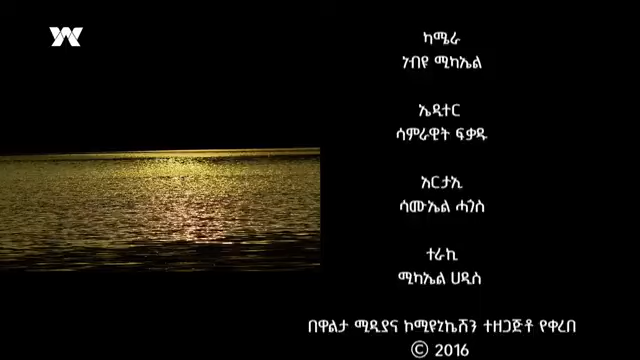 ካሜራ
ነብዩ ሚካኤል
ኤዲተር
ሳምራዊት ፍቃዱ
አርታኢ
ሳሙኤል ሓጎስ
ተራኪ
ሚካኤል ሀዲስ
በዋልታ ሚዲያና ኮሚዩኒኬሽን ተዘጋጅቶ የቀረበ
© 2016